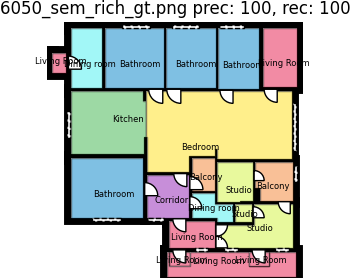 6050_sem_rich_gt.png prec: 100, rec: 100
Living Room
Dining room
Bathroom
Bathroom
Bathroom
Living Room
Kitchen
Bedroom
Balcony
Bathroom
Studio
Balcony
Corridor
Dining room
Studio
Studio
Living Room
Living Room
Living Room
Living Room